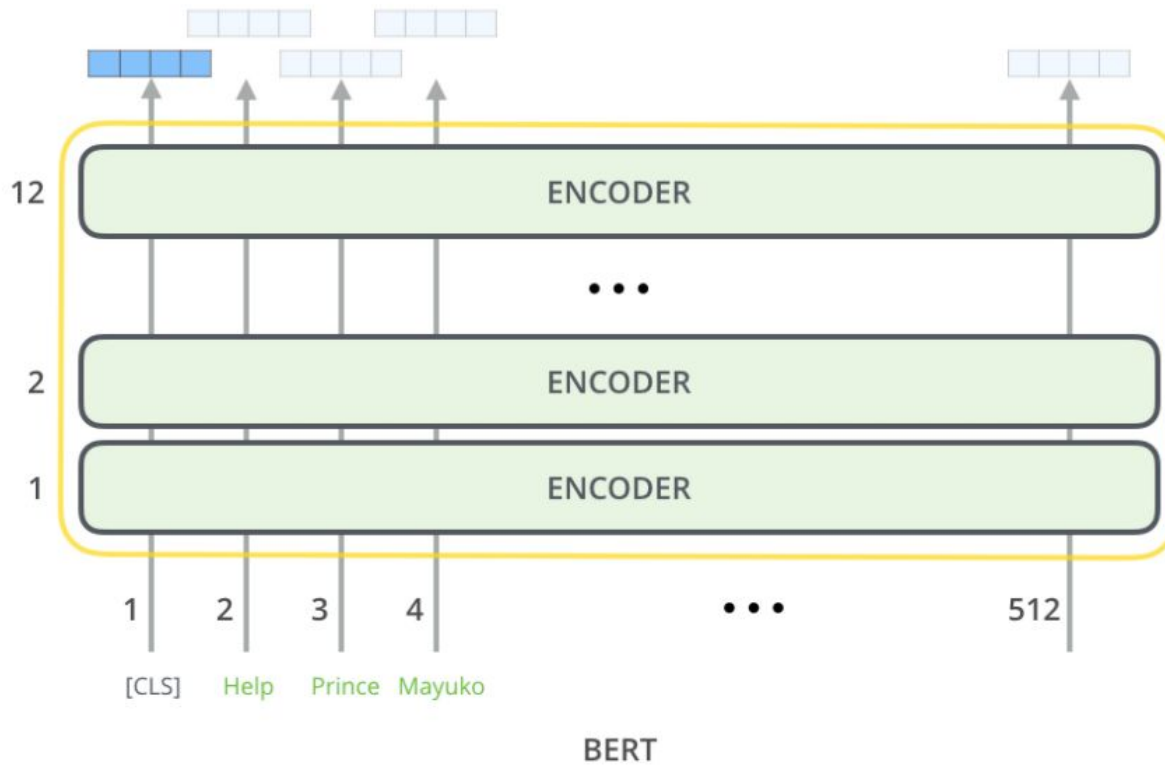 12 ENCODER
...
2 ENCODER
1 ENCODER
1 2 3 4 ... 512
[CLS] Help Prince Mayuko
BERT